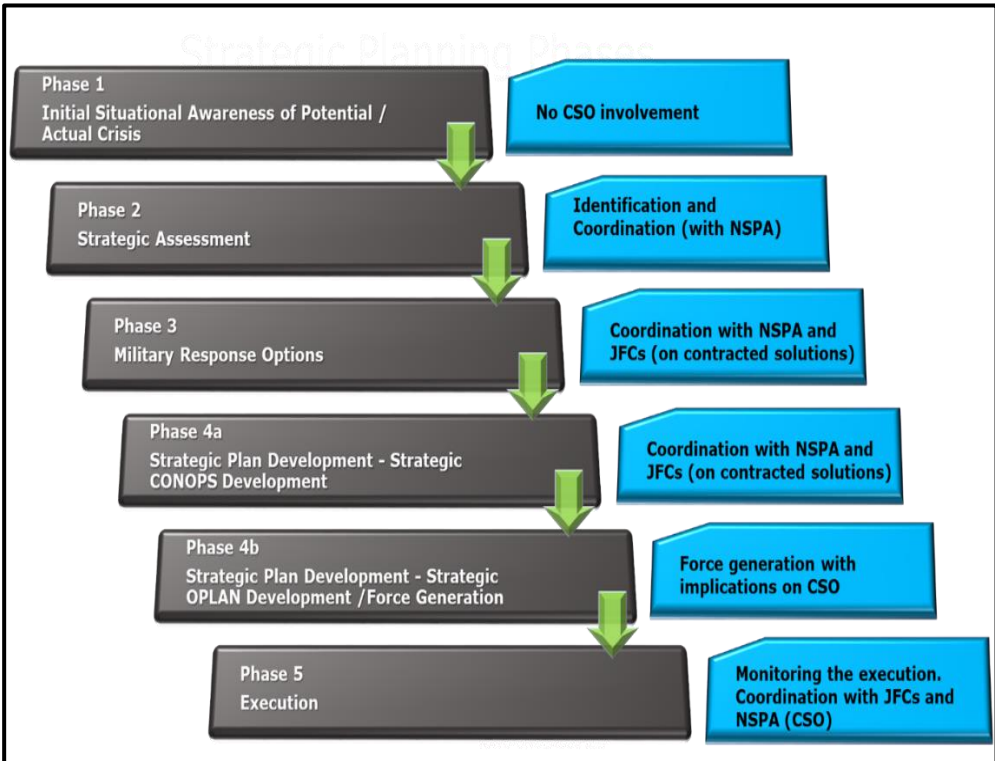 Strategic Planning Phases
Phase 1
Initial Situational Awareness of Potential /
Actual Crisis
No CSO involvement
Phase 2
Strategic Assessment
Identification and
Coordination (with NSPA)
Phase 3
Military Response Options
Coordination with NSPA and
JFCs (on contracted solutions)
Phase 4a
Strategic Plan Development - Strategic
CONOPS Development
Coordination with NSPA and
JFCs (on contracted solutions)
Phase 4b
Strategic Plan Development - Strategic
OPLAN Development /Force Generation
Force generation with
implications on CSO
Phase 5
Execution
Monitoring the execution.
Coordination with JFCs and
NSPA (CSO)